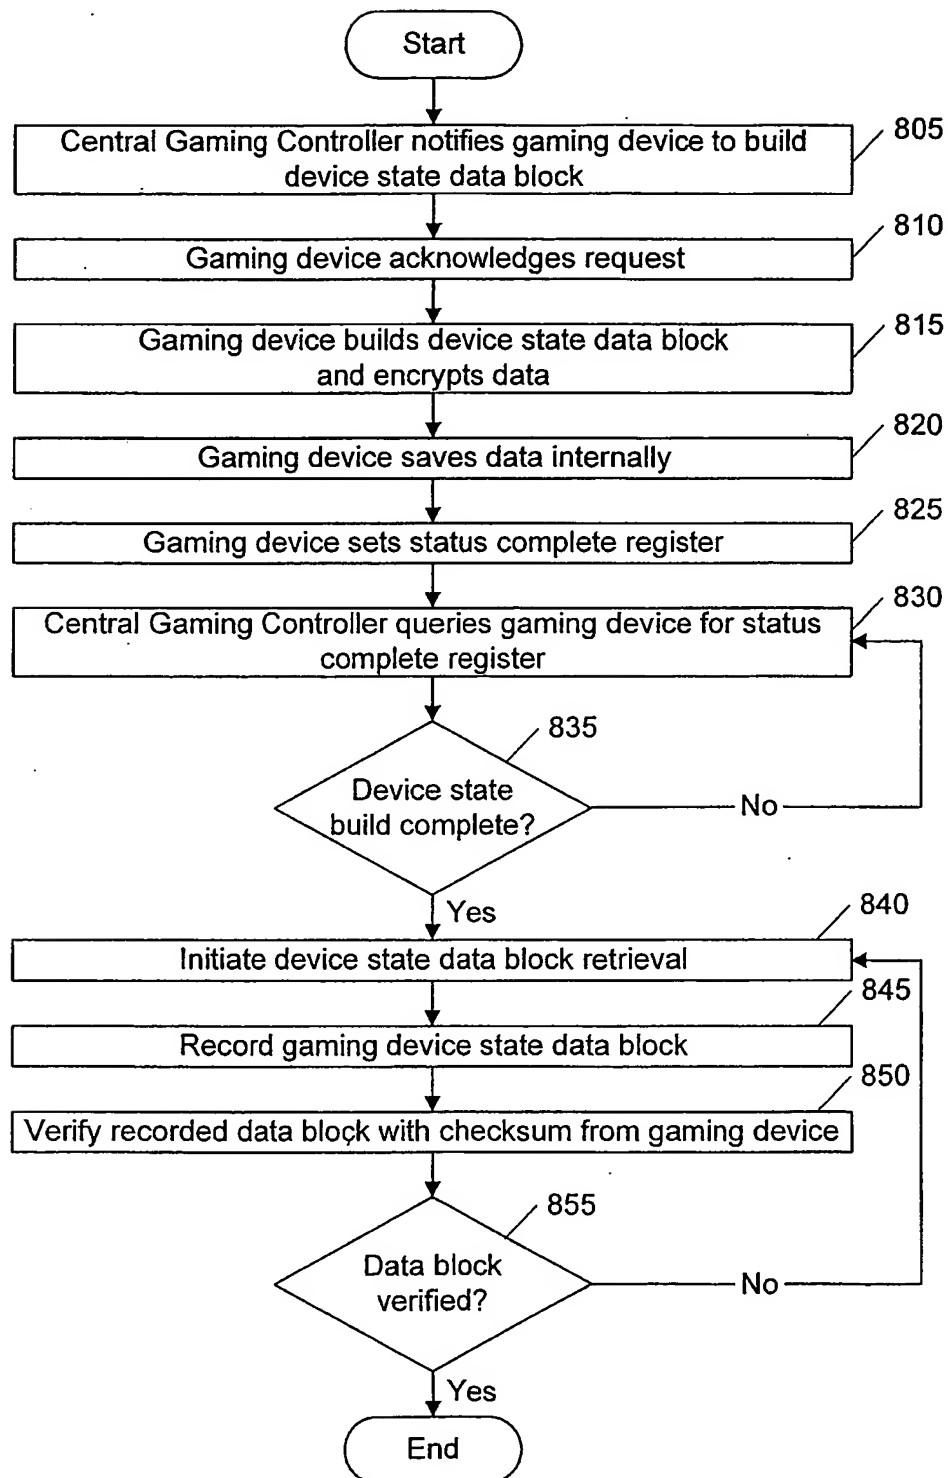 Start
Central Gaming Controller notifies gaming device to build
device state data block
805
Gaming device acknowledges request
810
Gaming device builds device state data block
and encrypts data
815
Gaming device saves data internally
820
Gaming device sets status complete register
825
Central Gaming Controller queries gaming device for status
complete register
830
Device state
build complete?
835
No
Yes
Initiate device state data block retrieval
840
Record gaming device state data block
845
Verify recorded data block with checksum from gaming device
850
Data block
verified?
855
No
Yes
End